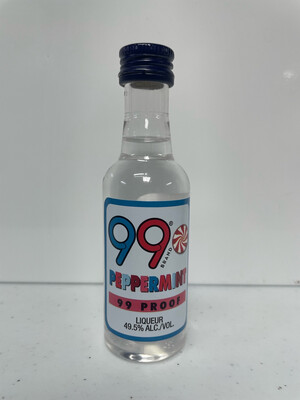 99®
BRAND
PEPPERMINT
99 PROOF
LIQUEUR
49.5% ALC./VOL.